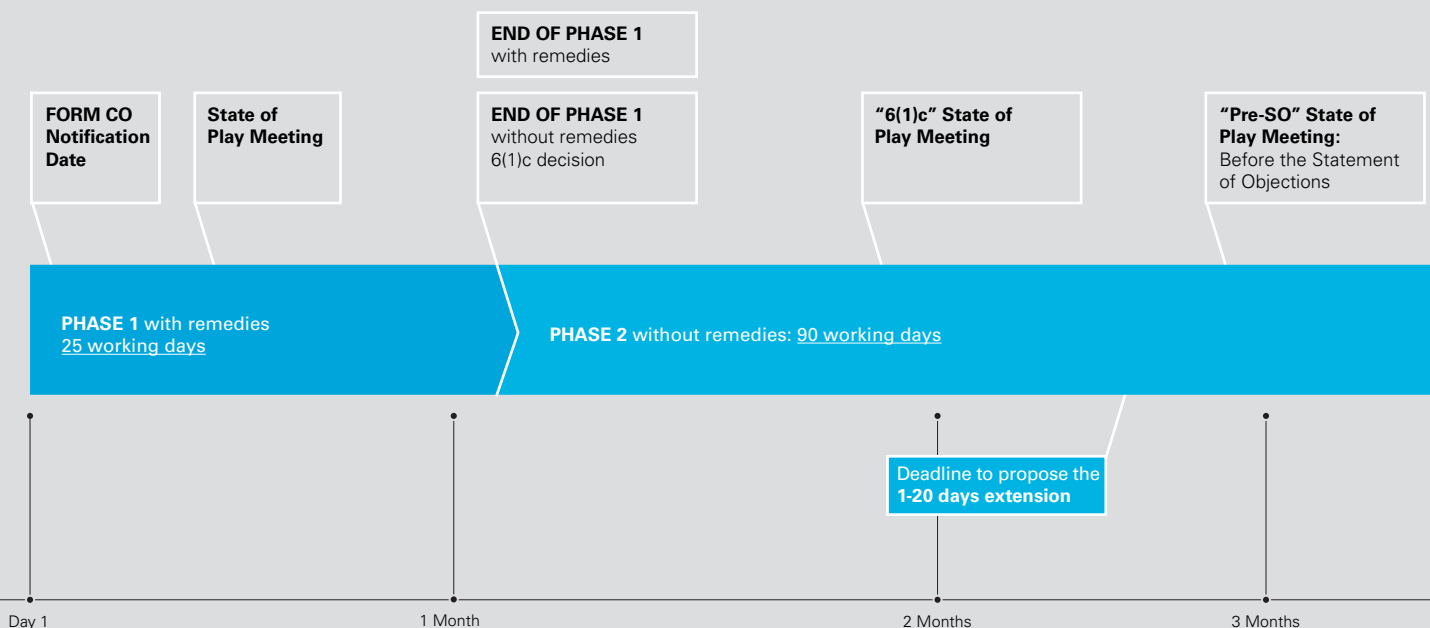 END OF PHASE 1
with remedies
FORM CO
Notification
Date
State of
Play Meeting
END OF PHASE 1
without remedies
6(1)c decision
“6(1)c” State of
Play Meeting
“Pre-SO” State of
Play Meeting:
Before the Statement
of Objections
PHASE 1 with remedies
25 working days
PHASE 2 without remedies: 90 working days
Deadline to propose the
1-20 days extension
Day 1
1 Month
2 Months
3 Months